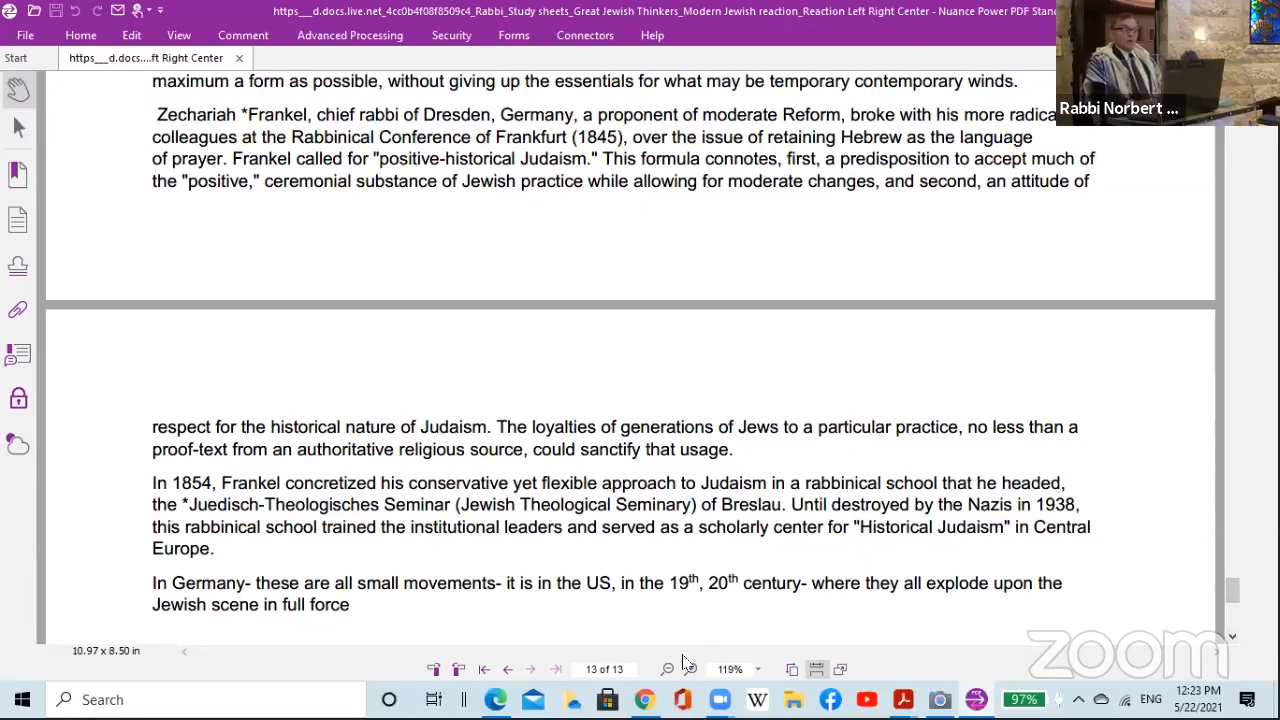 https___d.docs.live.net_4cc0b4f08f8509c4_Rabbi_Study sheets_Great Jewish Thinkers_Modern Jewish reaction_Reaction Left Right Center - Nuance Power PDF Stan
File Home Edit View Comment Advanced Processing Security Forms Connectors Help
Start https___d.docs....ft Right Center
Rabbi Norbert ...
maximum a form as possible, without giving up the essentials for what may be temporary contemporary winds.
Zechariah *Frankel, chief rabbi of Dresden, Germany, a proponent of moderate Reform, broke with his more radica
colleagues at the Rabbinical Conference of Frankfurt (1845), over the issue of retaining Hebrew as the language
of prayer. Frankel called for "positive-historical Judaism." This formula connotes, first, a predisposition to accept much of
the "positive," ceremonial substance of Jewish practice while allowing for moderate changes, and second, an attitude of
respect for the historical nature of Judaism. The loyalties of generations of Jews to a particular practice, no less than a
proof-text from an authoritative religious source, could sanctify that usage.
In 1854, Frankel concretized his conservative yet flexible approach to Judaism in a rabbinical school that he headed,
the *Juedisch-Theologisches Seminar (Jewish Theological Seminary) of Breslau. Until destroyed by the Nazis in 1938,
this rabbinical school trained the institutional leaders and served as a scholarly center for "Historical Judaism" in Central
Europe.
In Germany- these are all small movements- it is in the US, in the 19th, 20th century- where they all explode upon the
Jewish scene in full force
zoom
10.97 x 8.50 in
13 of 13
119%
Search
97%
ENG
12:23 PM
5/22/2021